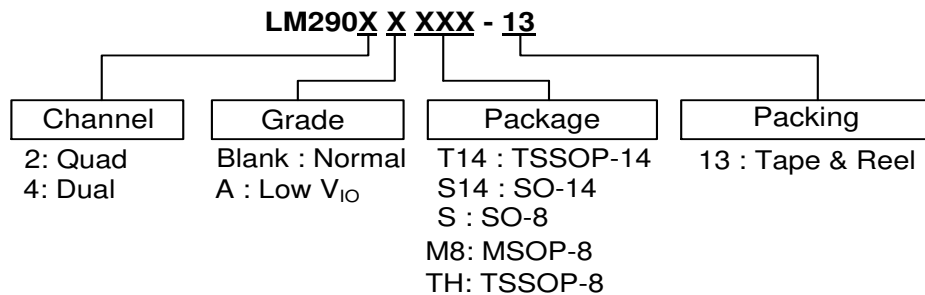 LM290X X XXX - 13
Channel
2: Quad
4: Dual
Grade
Blank : Normal
A : Low VIO
Package
T14 : TSSOP-14
S14 : SO-14
S : SO-8
M8: MSOP-8
TH: TSSOP-8
Packing
13 : Tape & Reel